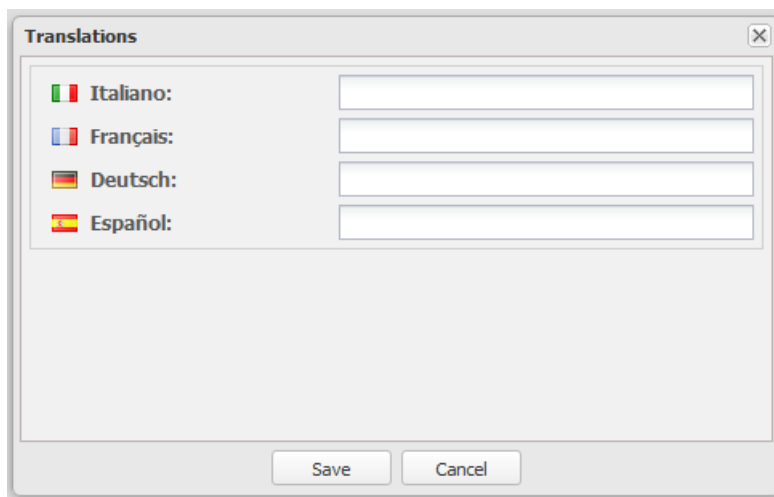 Translations
Italiano:
Français:
Deutsch:
Español:
Save Cancel